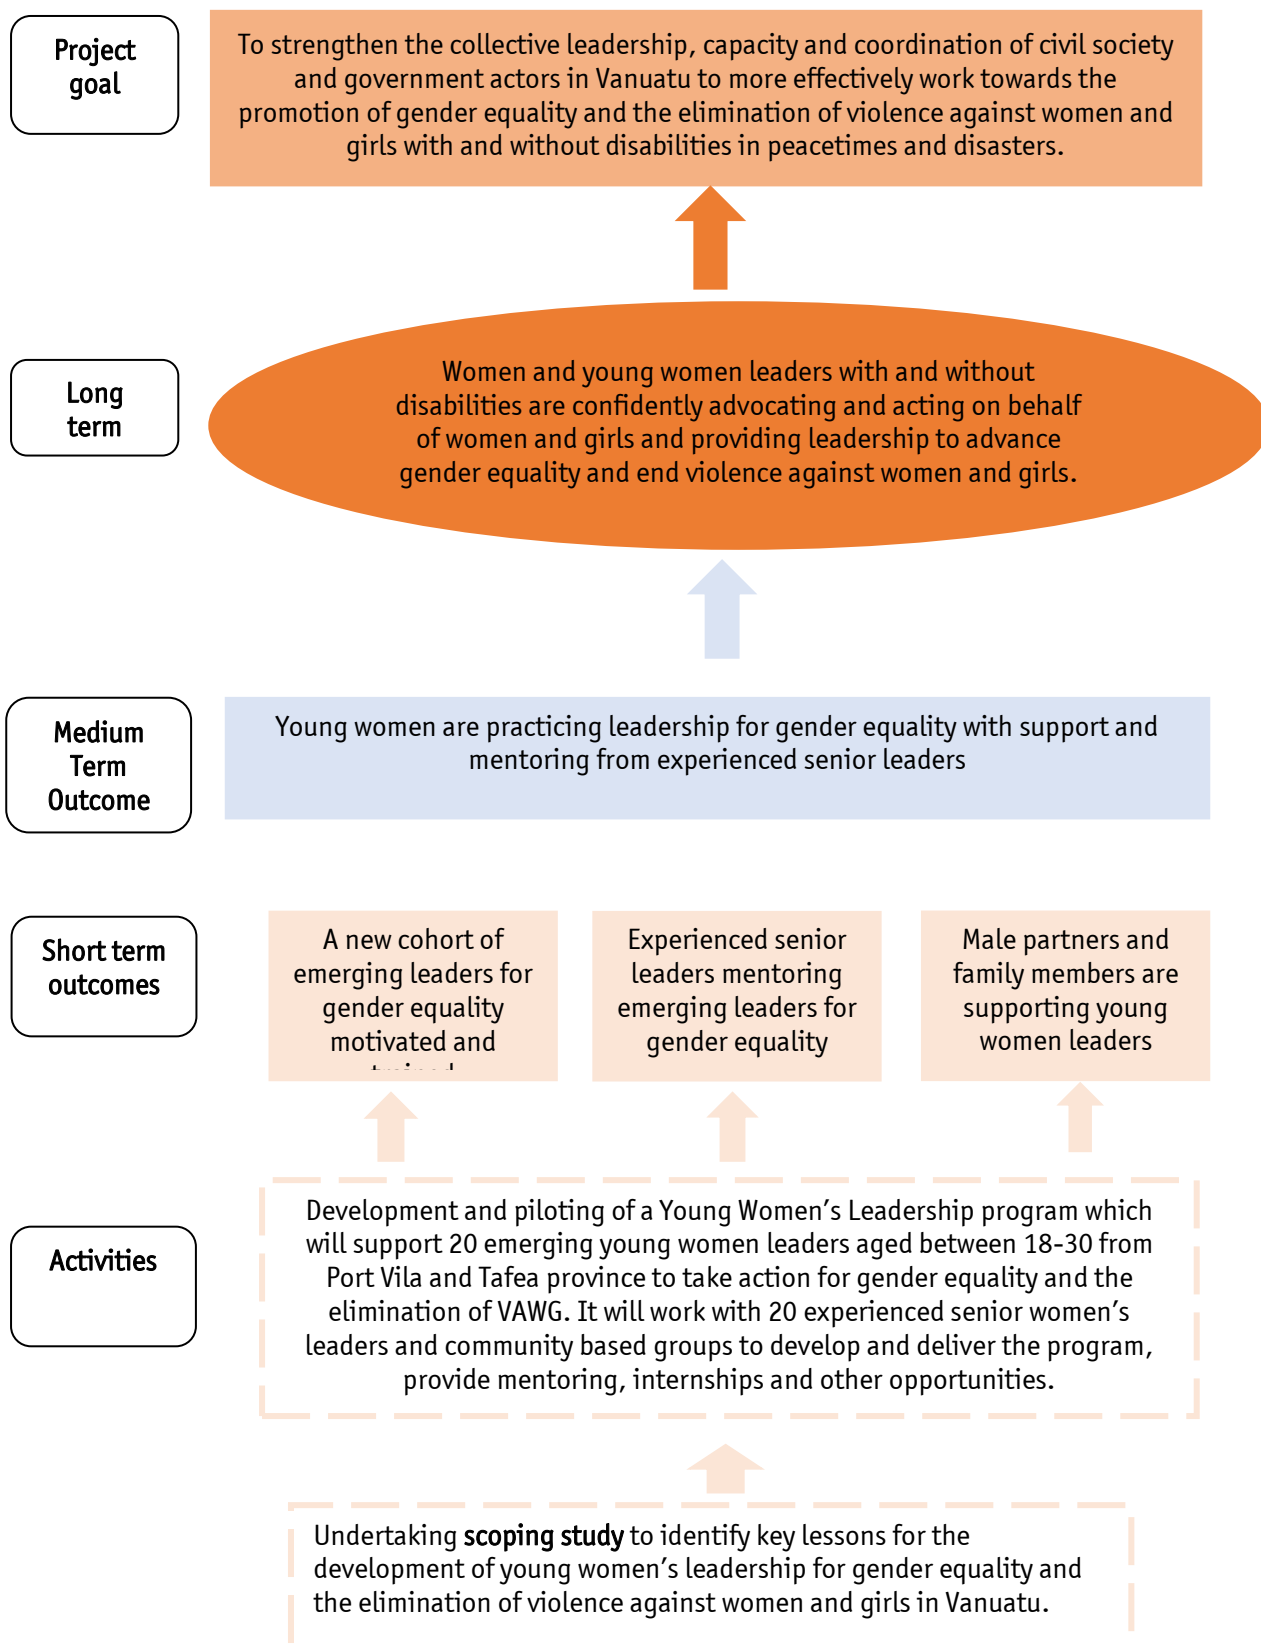 Project
goal
To strengthen the collective leadership, capacity and coordination of civil society
and government actors in Vanuatu to more effectively work towards the
promotion of gender equality and the elimination of violence against women and
girls with and without disabilities in peacetimes and disasters.
Long
term
Women and young women leaders with and without
disabilities are confidently advocating and acting on behalf
of women and girls and providing leadership to advance
gender equality and end violence against women and girls.
Medium
Term
Outcome
Young women are practicing leadership for gender equality with support and
mentoring from experienced senior leaders
Short term
outcomes
A new cohort of
emerging leaders for
gender equality
motivated and
Experienced senior
leaders mentoring
emerging leaders for
gender equality
Male partners and
family members are
supporting young
women leaders
Activities
Development and piloting of a Young Women’s Leadership program which
will support 20 emerging young women leaders aged between 18-30 from
Port Vila and Tafea province to take action for gender equality and the
elimination of VAWG. It will work with 20 experienced senior women’s
leaders and community based groups to develop and deliver the program,
provide mentoring, internships and other opportunities.
Undertaking scoping study to identify key lessons for the
development of young women’s leadership for gender equality and
the elimination of violence against women and girls in Vanuatu.